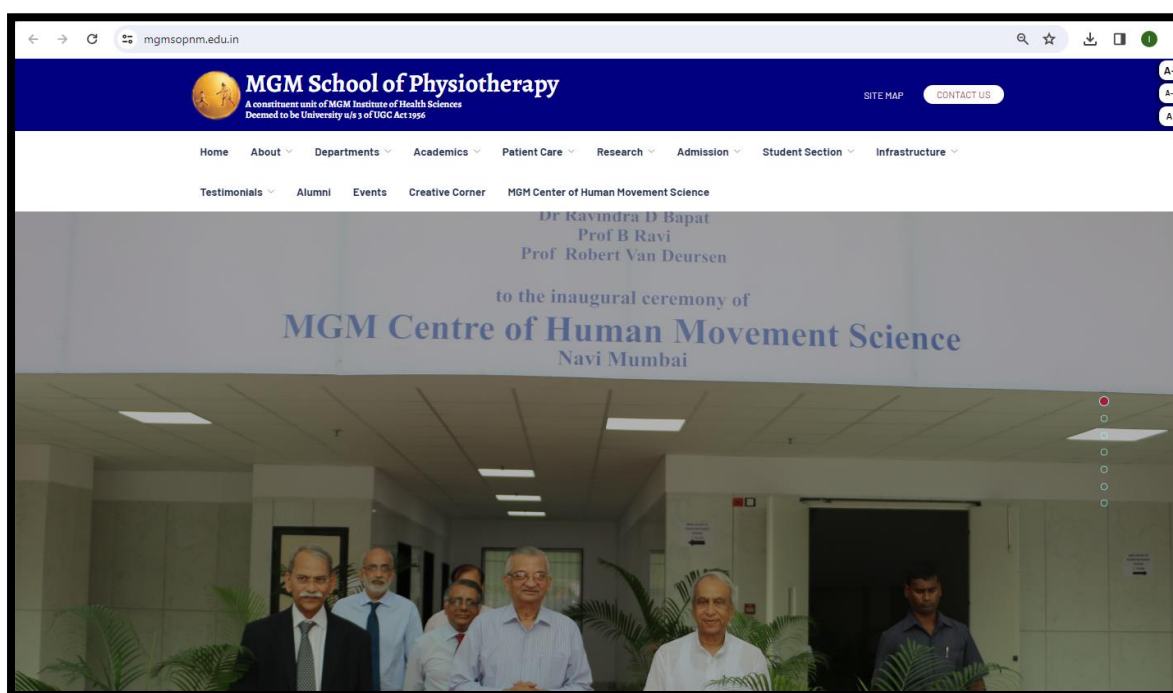 mgmsopnm.edu.in
MGM School of Physiotherapy
A constituent unit of MGM Institute of Health Sciences
Deemed to be University u/s 3 of UGC Act 1956
SITE MAP
CONTACT US
A
Home About Departments Academics Patient Care Research Admission Student Section Infrastructure
Testimonials Alumni Events Creative Corner MGM Center of Human Movement Science
Dr Ravindra D Bapat
Prof B Ravi
Prof Robert Van Deursen
to the inaugural ceremony of
MGM Centre of Human Movement Science
Navi Mumbai